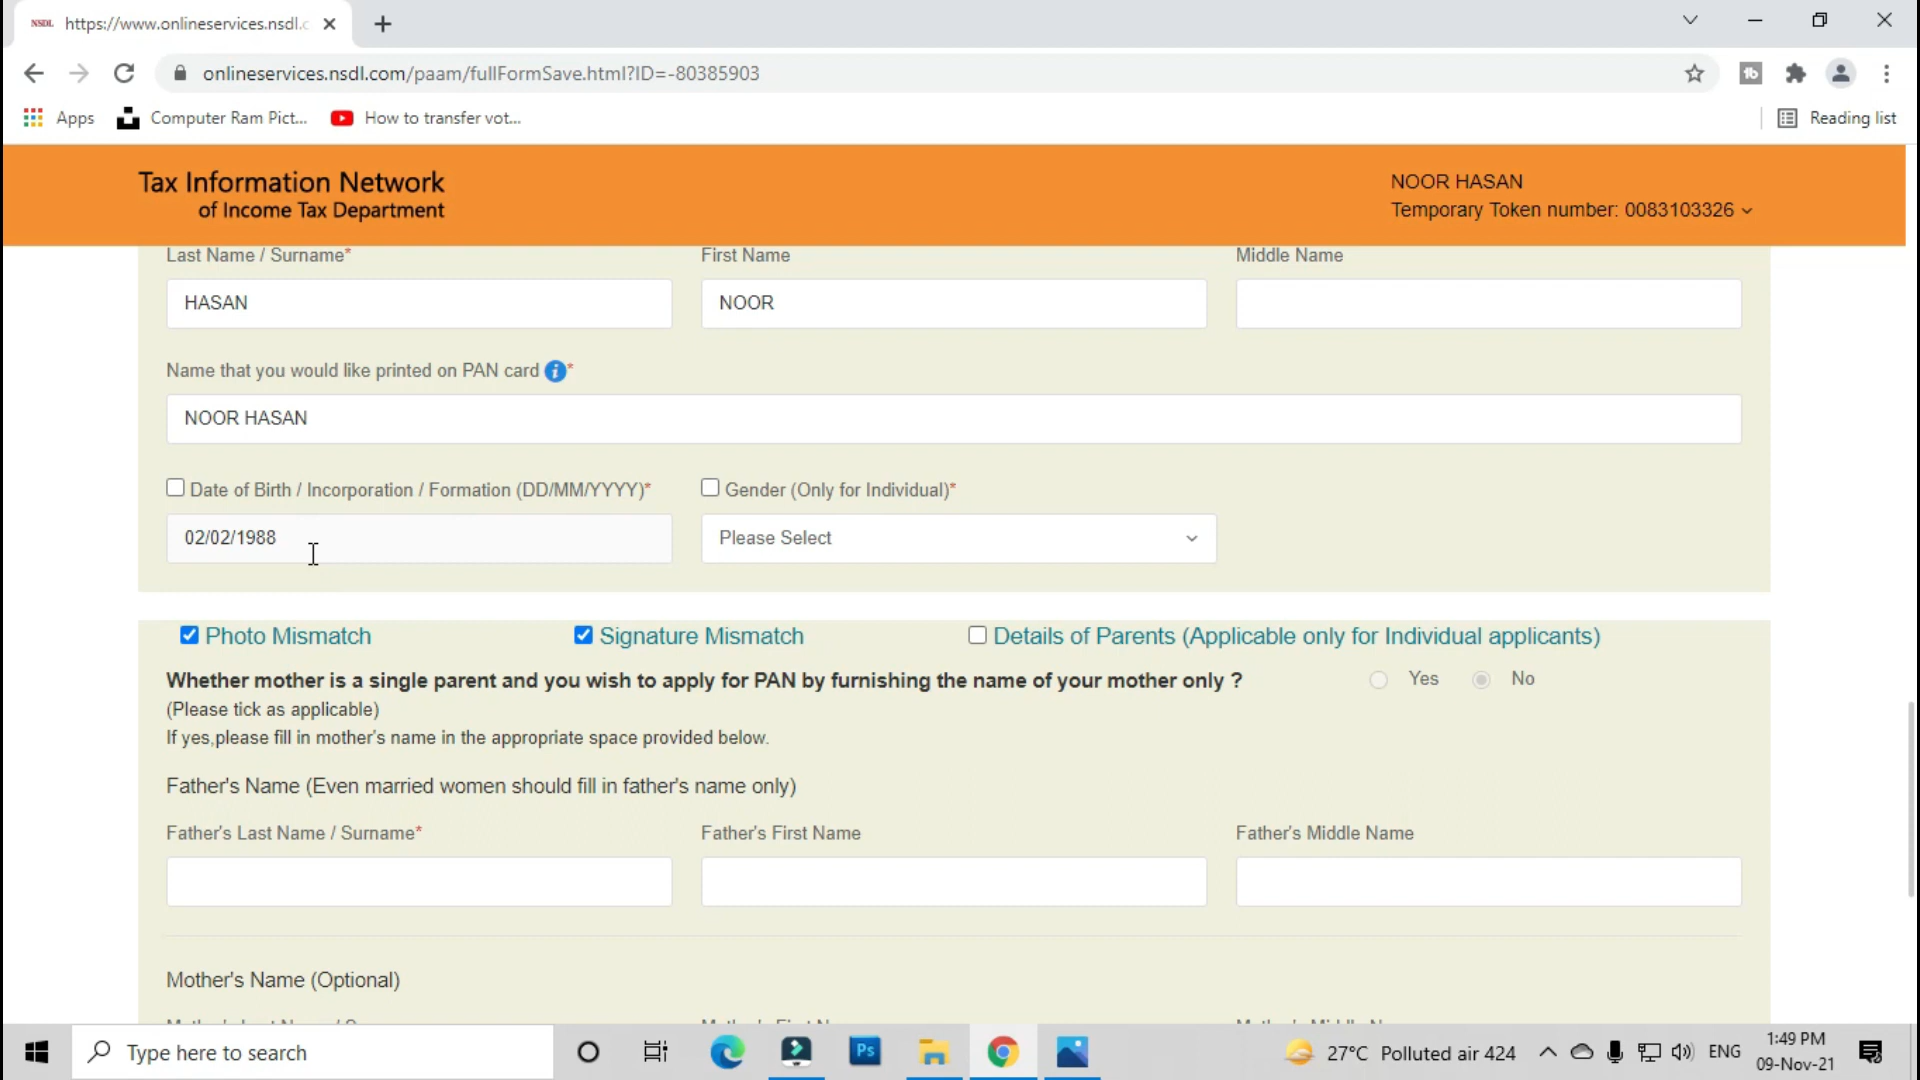 NSDL https://www.onlineservices.nsdl.c
onlineservices.nsdl.com/paam/fullFormSave.html?ID=-80385903
Apps Computer Ram Pict... How to transfer vot... Reading list
Tax Information Network
of Income Tax Department
NOOR HASAN
Temporary Token number: 0083103326
Last Name / Surname* First Name Middle Name
HASAN NOOR
Name that you would like printed on PAN card i *
NOOR HASAN
Date of Birth / Incorporation / Formation (DD/MM/YYYY)* Gender (Only for Individual)*
02/02/1988 Please Select
Photo Mismatch Signature Mismatch Details of Parents (Applicable only for Individual applicants)
Whether mother is a single parent and you wish to apply for PAN by furnishing the name of your mother only ? Yes No
(Please tick as applicable)
If yes,please fill in mother's name in the appropriate space provided below.
Father's Name (Even married women should fill in father's name only)
Father's Last Name / Surname* Father's First Name Father's Middle Name
Mother's Name (Optional)
Type here to search
Ps
27°C Polluted air 424 ENG
1:49 PM
09-Nov-21